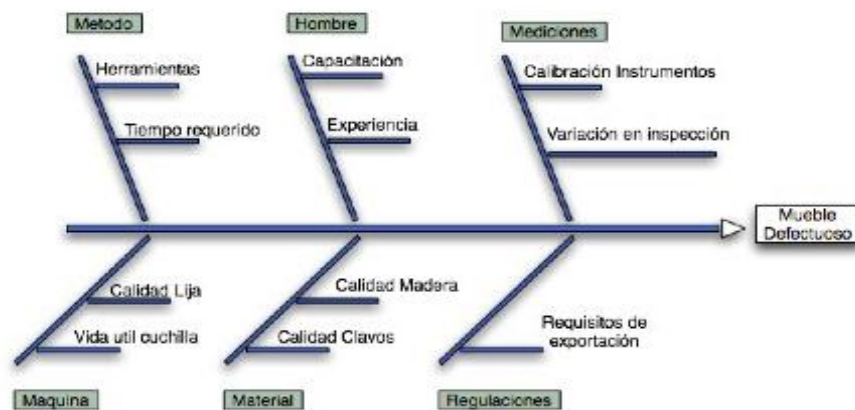 Metodo
Hombre
Mediciones
Herramientas
Capacitación
Calibración Instrumentos
Tiempo requerido
Experiencia
Variación en inspección
Mueble
Defectuoso
Calidad Lija
Calidad Madera
Vida util cuchilla
Calidad Clavos
Requisitos de
exportación
Maquina
Material
Regulaciones